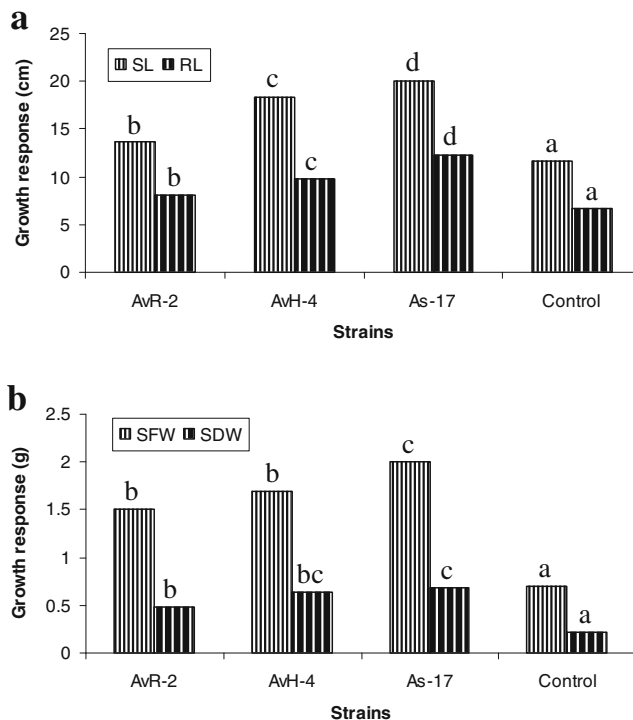 a
25
SL RL
20
15
10
5
0
Growth response (cm)
b
b
c
c
d
d
a
a
AvR-2 AvH-4 As-17 Control
Strains
b
2.5
SFW SDW
2
1.5
1
0.5
0
Growth response (g)
b
b
b
bc
c
c
a
a
AvR-2 AvH-4 As-17 Control
Strains